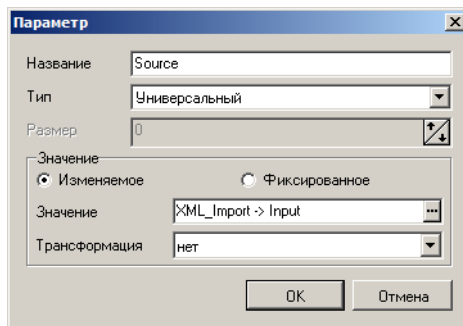 Параметр
Название Source
Тип Универсальный
Размер 0
Значение
Изменяемое Фиксированное
Значение XML_Import -> Input ...
Трансформация нет
OK Отмена